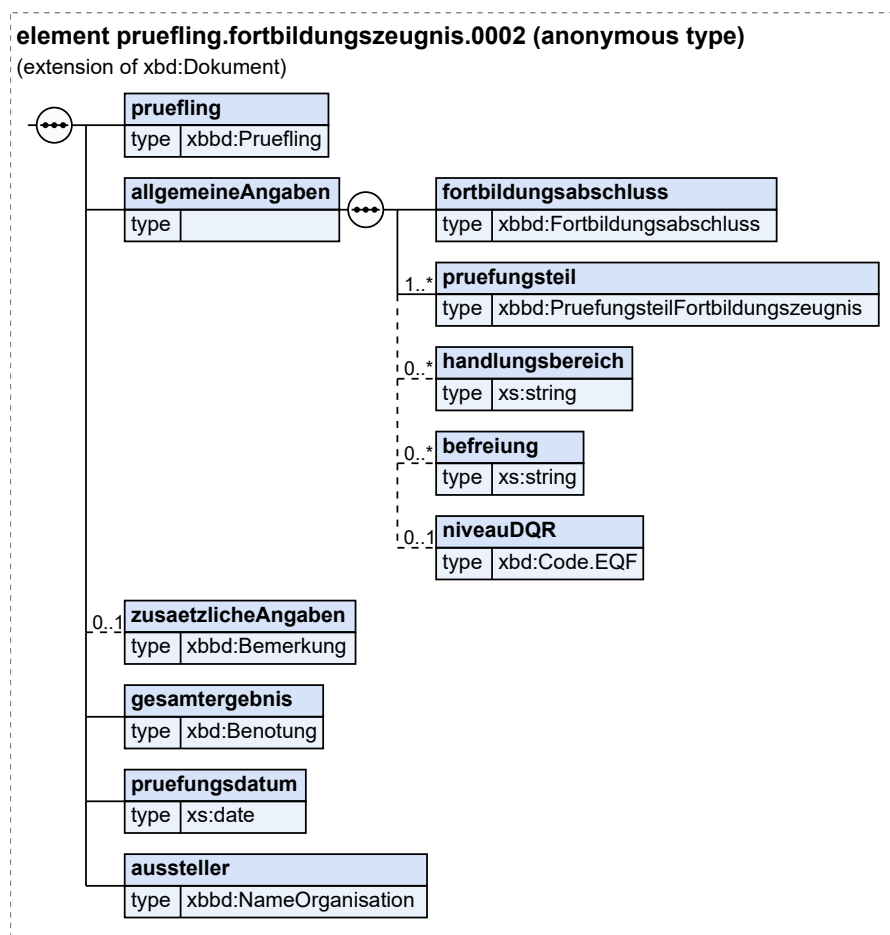 element pruefling.fortbildungszeugnis.0002 (anonymous type)
(extension of xbd:Dokument)
pruefling
type xbbd:Pruefling
allgemeineAngaben
type
fortbildungsabschluss
type xbbd:Fortbildungsabschluss
1..* pruefungsteil
type xbbd:PruefungsteilFortbildungszeugnis
0..* handlungsbereich
type xs:string
0..* befreiung
type xs:string
0..1 niveauDQR
type xbd:Code.EQF
0..1 zusaetzlicheAngaben
type xbbd:Bemerkung
gesamtergebnis
type xbd:Benotung
pruefungsdatum
type xs:date
aussteller
type xbbd:NameOrganisation